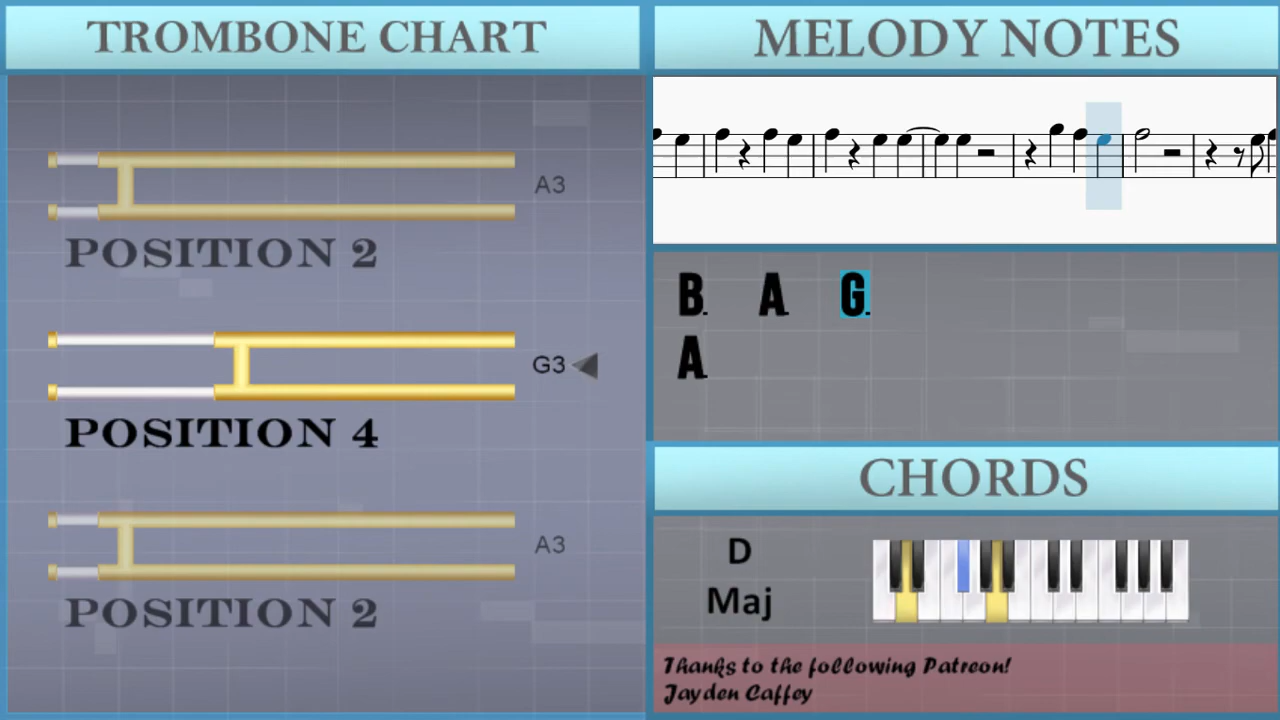 TROMBONE CHART
A3
POSITION 2
G3
POSITION 4
A3
POSITION 2
MELODY NOTES
B. A. G.
A.
CHORDS
D
Maj
Thanks to the following Patreon!
Jayden Caffey